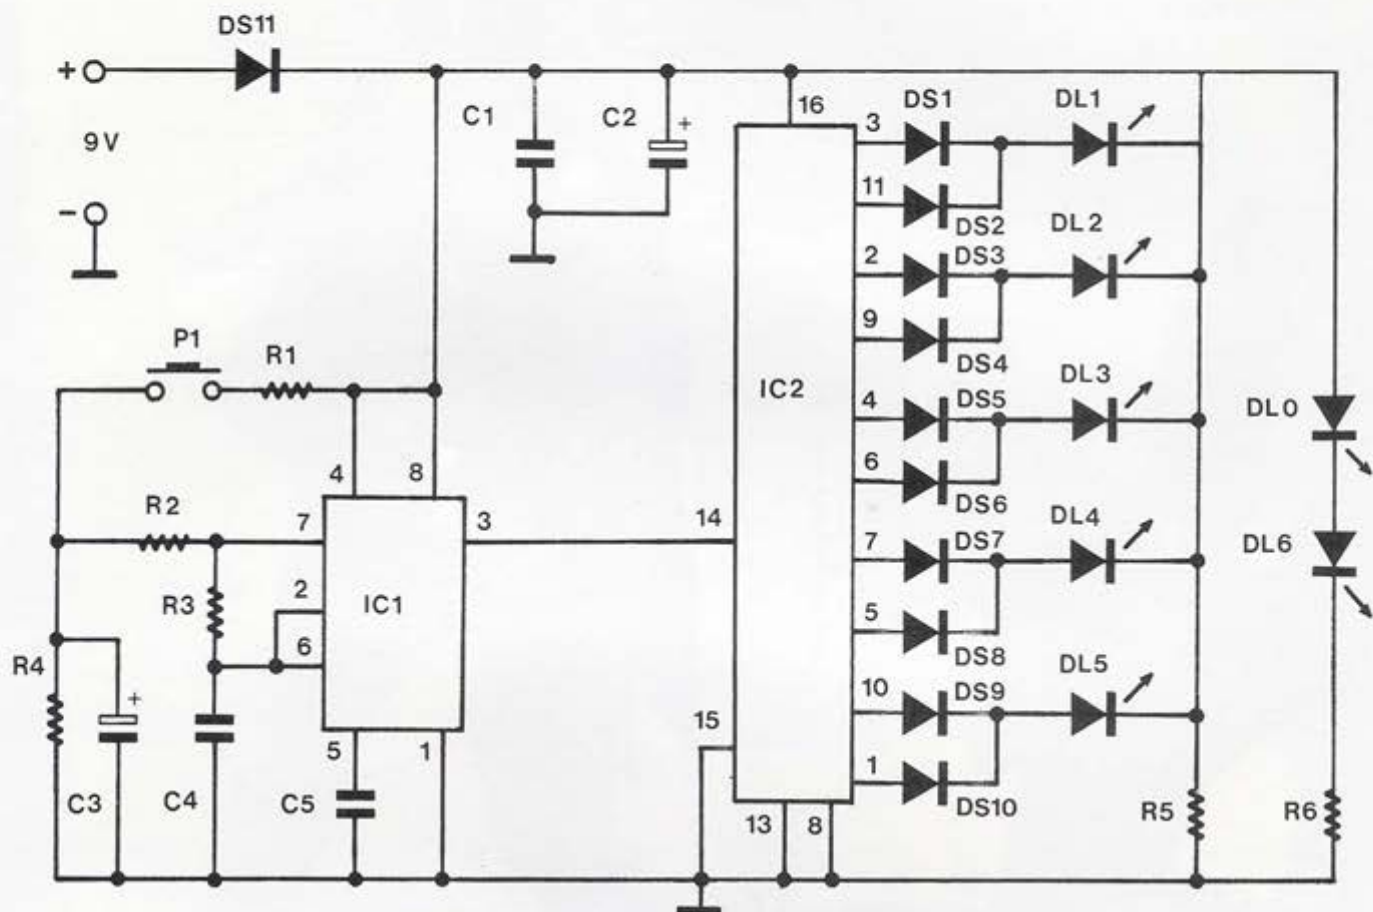 DS11
+
16
C1
C2
+
DS1
DL1
3
9V
11
-
DS2
DL2
2
DS3
9
P1
R1
DS4
IC2
DL3
4
DS5
DL0
6
4
8
DS6
R2
7
3
14
DL4
7
DS7
DL6
2
R3
IC1
5
6
DS8
R4
DL5
10
DS9
+
15
5
1
1
C3
C4
C5
DS10
R5
R6
13
8